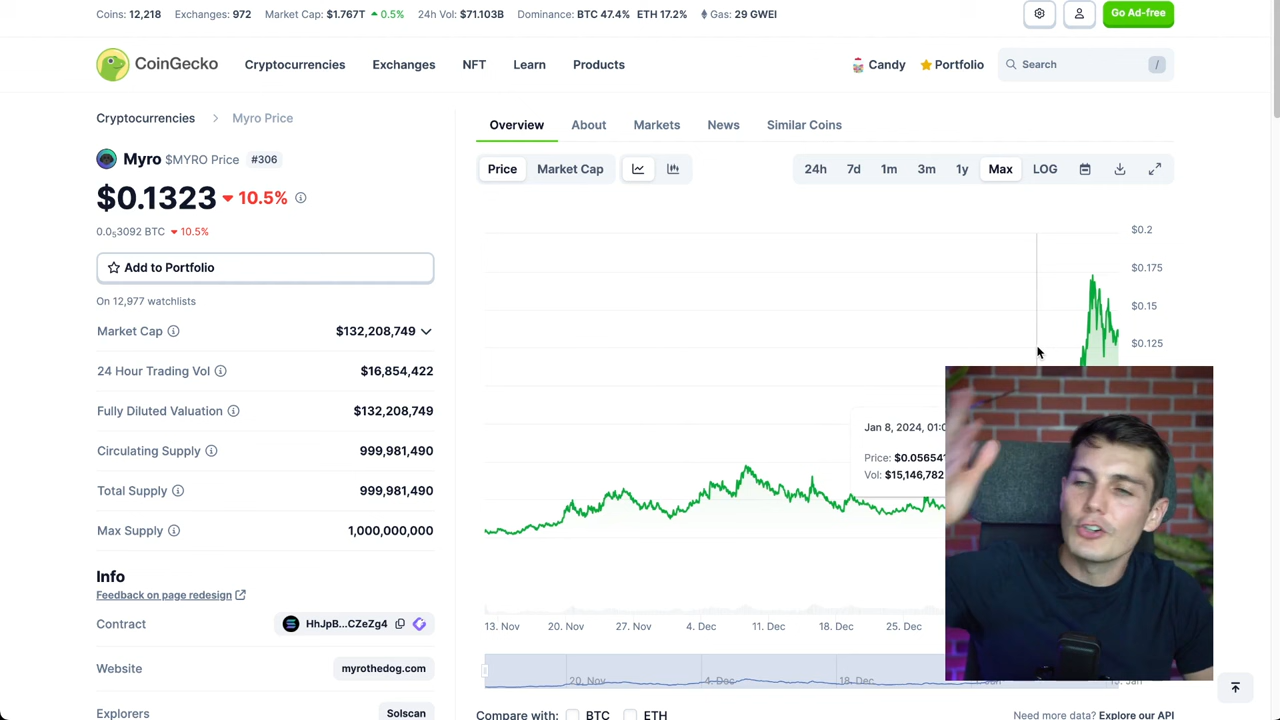 Coins: 12,218 Exchanges: 972 Market Cap: $1.767T 0.5% 24h Vol: $71.103B Dominance: BTC 47.4% ETH 17.2% Gas: 29 GWEI
Go Ad-free
CoinGecko Cryptocurrencies Exchanges NFT Learn Products Candy Portfolio Search /
Cryptocurrencies > Myro Price
Overview About Markets News Similar Coins
Myro $MYRO Price #306
Price Market Cap 24h 7d 1m 3m 1y Max LOG
$0.1323 10.5%
0.0₅3092 BTC 10.5%
Add to Portfolio
On 12,977 watchlists
Market Cap $132,208,749
24 Hour Trading Vol $16,854,422
Fully Diluted Valuation $132,208,749
Circulating Supply 999,981,490
Total Supply 999,981,490
Max Supply 1,000,000,000
Info
Feedback on page redesign
Contract HhJpB...CZeZg4
Website myrothedog.com
Explorers Solscan
$0.2
$0.175
$0.15
$0.125
Jan 8, 2024,
Price: $0.05654
Vol: $15,146,782
13. Nov 20. Nov 27. Nov 4. Dec 11. Dec 18. Dec 25. Dec
20. Nov 4. Dec 18. Dec
Compare with: BTC ETH
Need more data? Explore our API